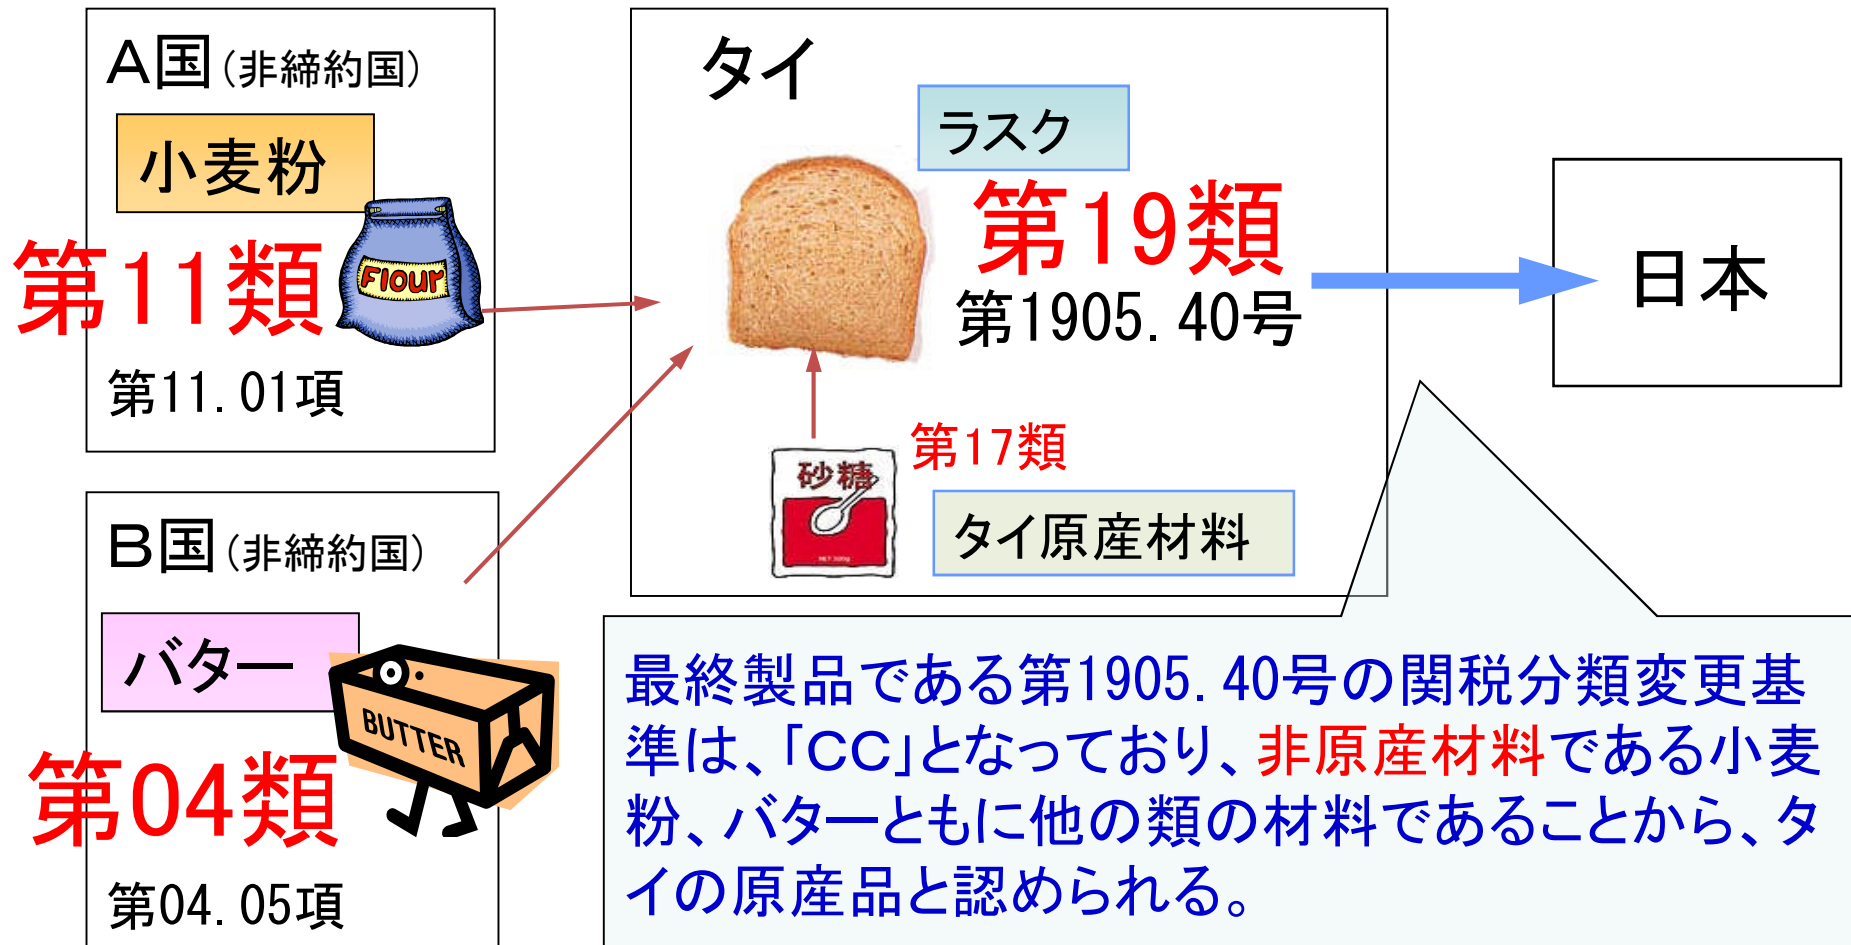 A国(非締約国)
小麦粉
Flour
第11類
第11.01項
B国(非締約国)
バター
BUTTER
第04類
第04.05項
タイ
ラスク
第19類
第1905.40号
第17類
砂糖
タイ原産材料
日本
最終製品である第1905.40号の関税分類変更基
準は、「CC」となっており、非原産材料である小麦
粉、バターともに他の類の材料であることから、タ
イの原産品と認められる。